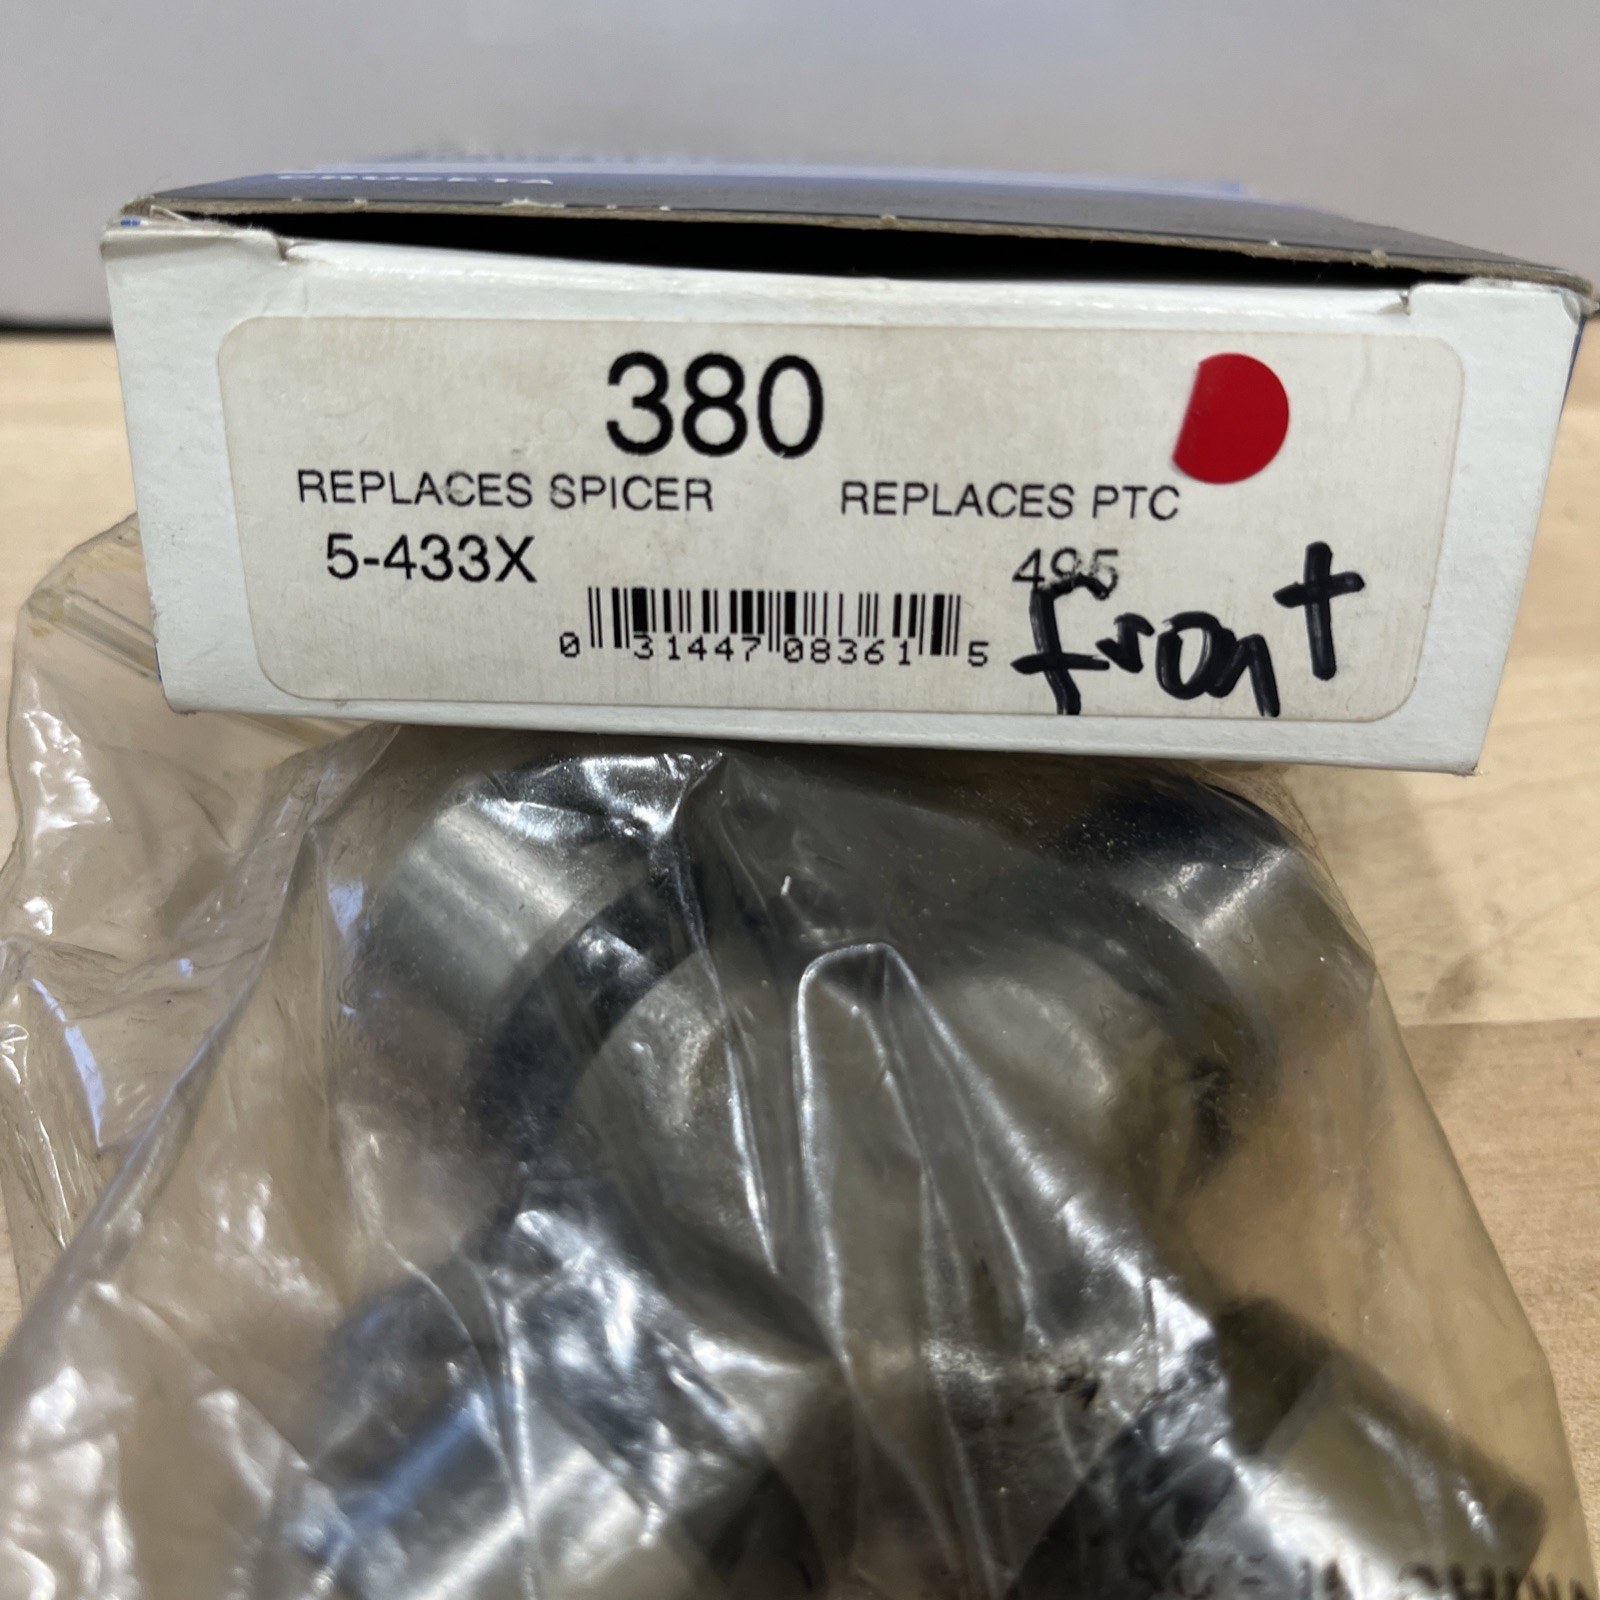 380
REPLACES SPICER REPLACES PTC
5-433X 495
0 31447 08361 5
front